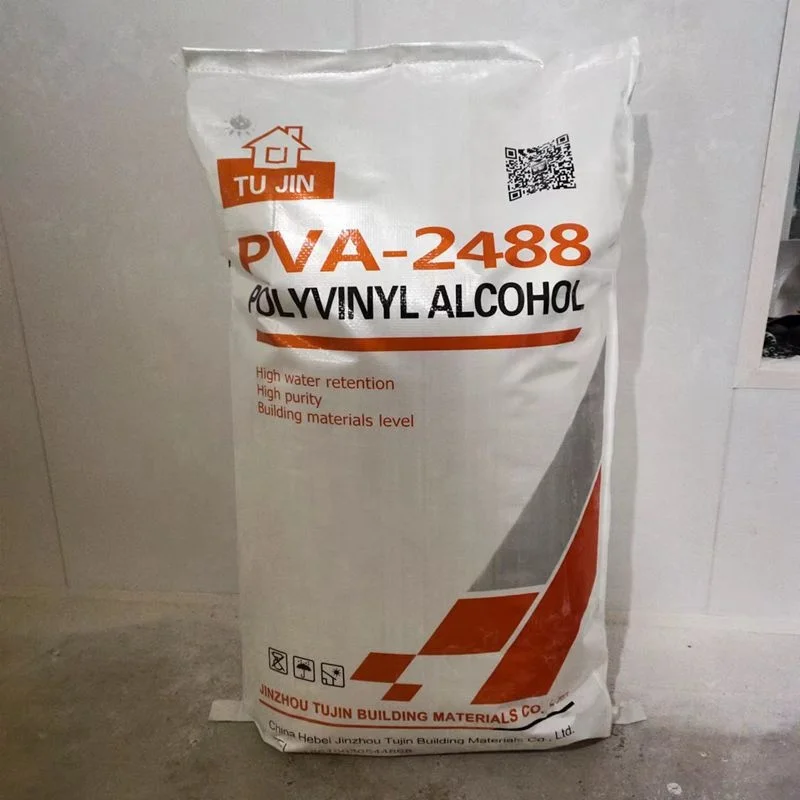 TU JIN
PVA-2488
POLYVINYL ALCOHOL
High water retention
High purity
Building materials level
JINZHOU TUJIN BUILDING MATERIALS CO.
China Hebei Jinzhou Tujin Building Materials Co., Ltd.